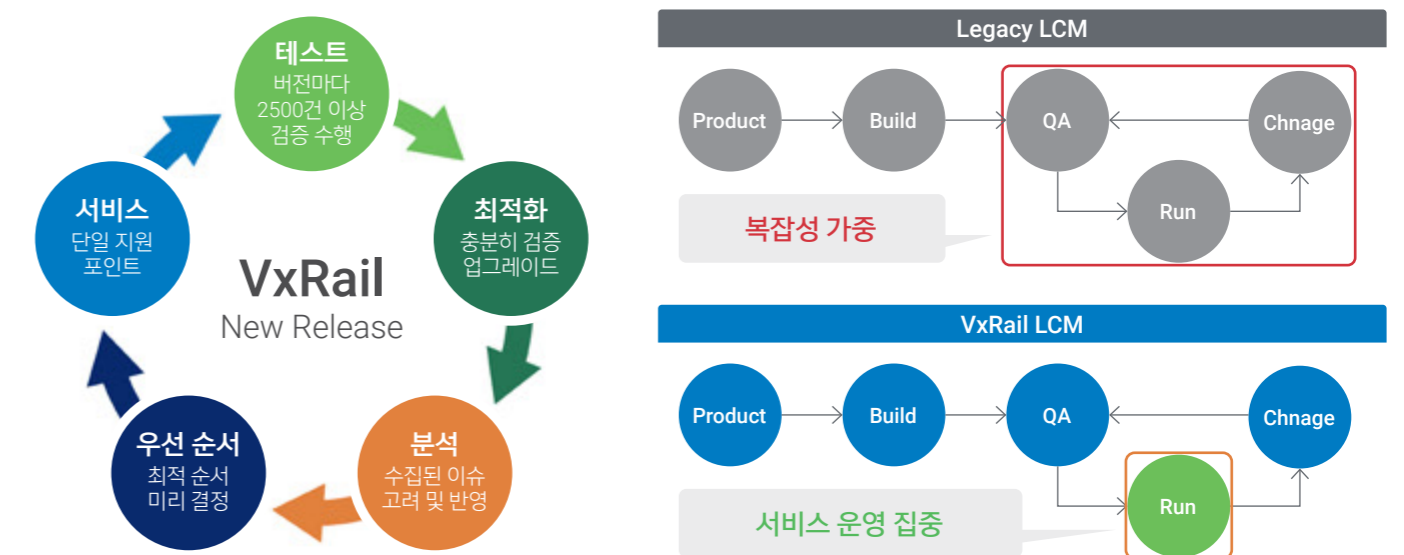 테스트
버전마다
2500건 이상
검증 수행
최적화
충분히 검증
업그레이드
분석
수집된 이슈
고려 및 반영
우선 순서
최적 순서
미리 결정
서비스
단일 지원
포인트
VxRail
New Release
Legacy LCM
Product
Build
QA
Chnage
Run
복잡성 가중
VxRail LCM
Product
Build
QA
Chnage
Run
서비스 운영 집중